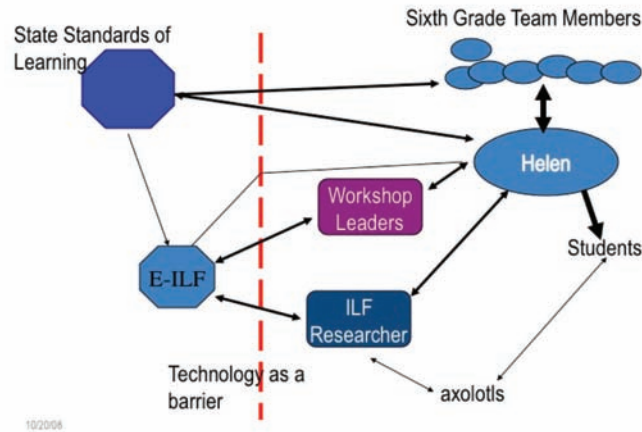 Sixth Grade Team Members
State Standards of
Learning
Helen
Workshop
Leaders
Students
E-ILF
ILF
Researcher
Technology as a
barrier
axolotls
10/20/08